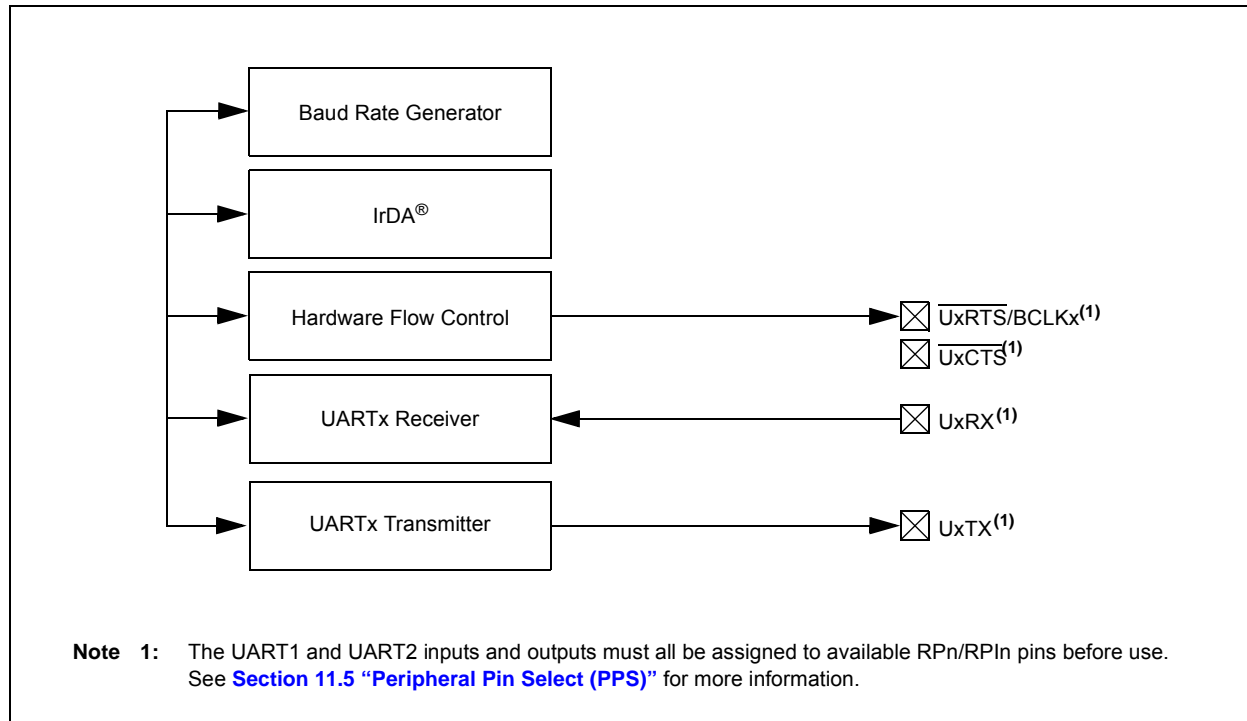 Baud Rate Generator
IrDA®
Hardware Flow Control
UxRTS/BCLKx(1)
UxCTS(1)
UARTx Receiver
UxRX(1)
UARTx Transmitter
UxTX(1)
Note 1: The UART1 and UART2 inputs and outputs must all be assigned to available RPn/RPIn pins before use.
See Section 11.5 “Peripheral Pin Select (PPS)” for more information.